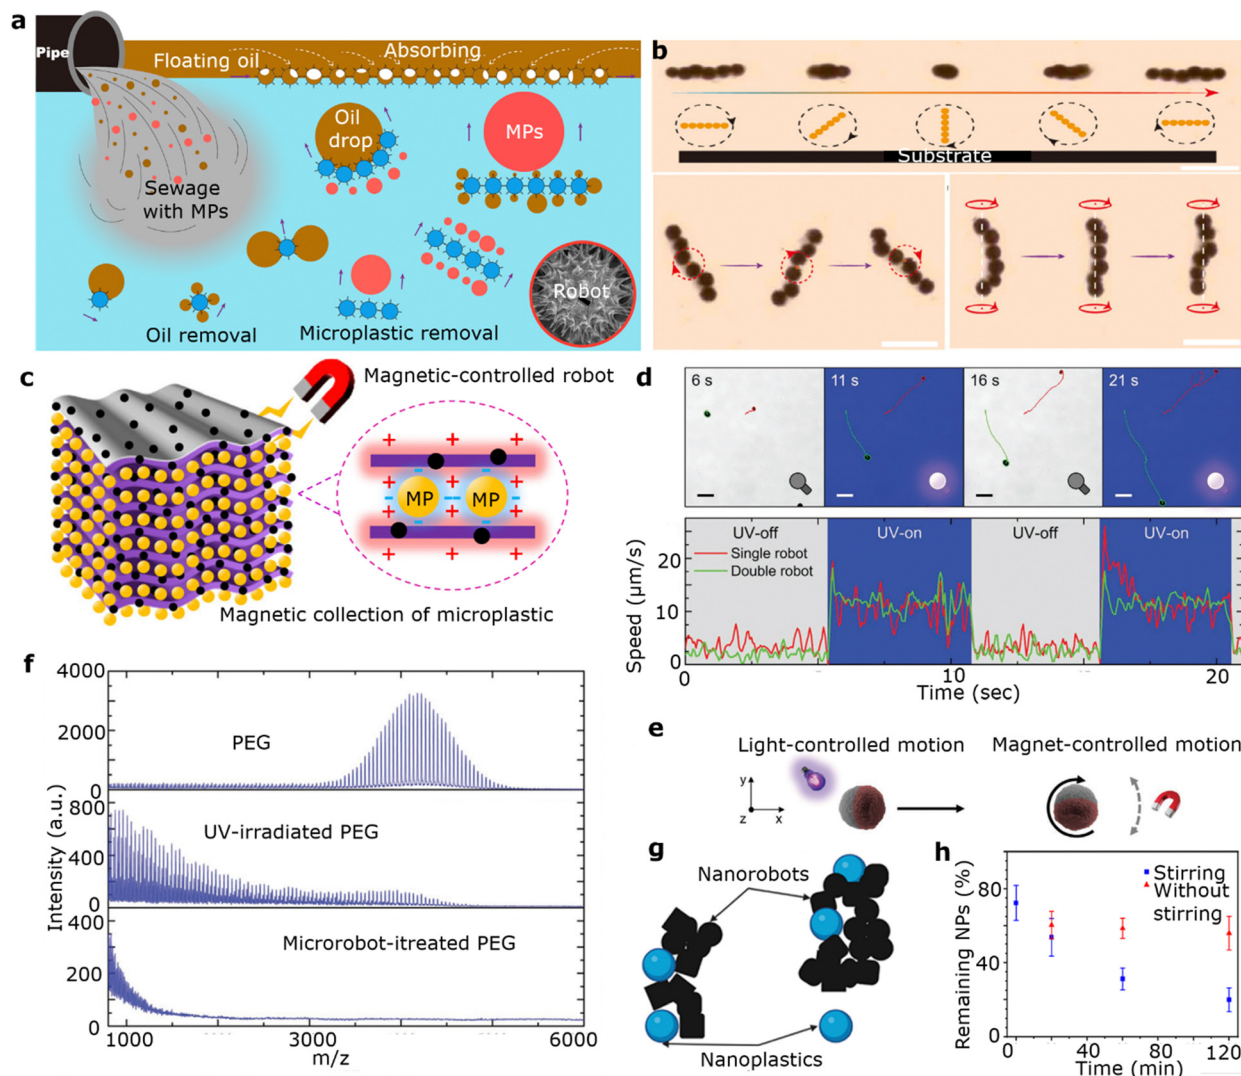 a
Pipe
Floating oil
Absorbing
Oil
drop
MPs
Sewage
with MPs
Oil removal
Microplastic removal
Robot
b
Substrate
c
Magnetic-controlled robot
+ + +
+ + +
MP
MP
+ + +
+ + +
Magnetic collection of microplastic
d
6 s
11 s
16 s
21 s
UV-off
UV-on
UV-off
UV-on
Single robot
Double robot
Speed (µm/s)
20
10
0
0
10
20
Time (sec)
e
Light-controlled motion
Magnet-controlled motion
y
z
x
f
4000
2000
0
PEG
800
400
0
UV-irradiated PEG
400
200
0
Microrobot-itreated PEG
Intensity (a.u.)
1000
3000
6000
m/z
g
Nanorobots
Nanoplastics
h
Stirring
Without
stirring
Remaining NPs (%)
80
40
0
0
40
80
120
Time (min)